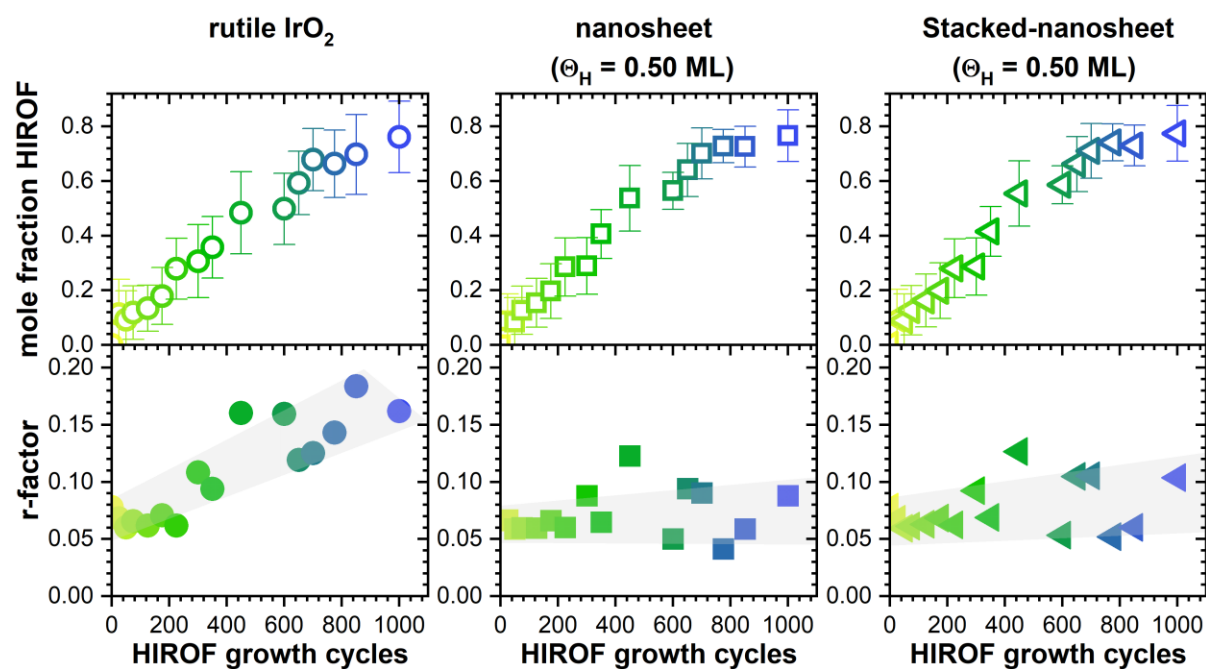 rutile IrO₂
nanosheet
(Θ_H = 0.50 ML)
Stacked-nanosheet
(Θ_H = 0.50 ML)
mole fraction HIROF
0.8
0.6
0.4
0.2
0.0
0.8
0.6
0.4
0.2
0.0
0.8
0.6
0.4
0.2
0.0
r-factor
0.20
0.15
0.10
0.05
0.00
0.20
0.15
0.10
0.05
0.00
0.20
0.15
0.10
0.05
0.00
0 200 400 600 800 1000
0 200 400 600 800 1000
0 200 400 600 800 1000
HIROF growth cycles
HIROF growth cycles
HIROF growth cycles